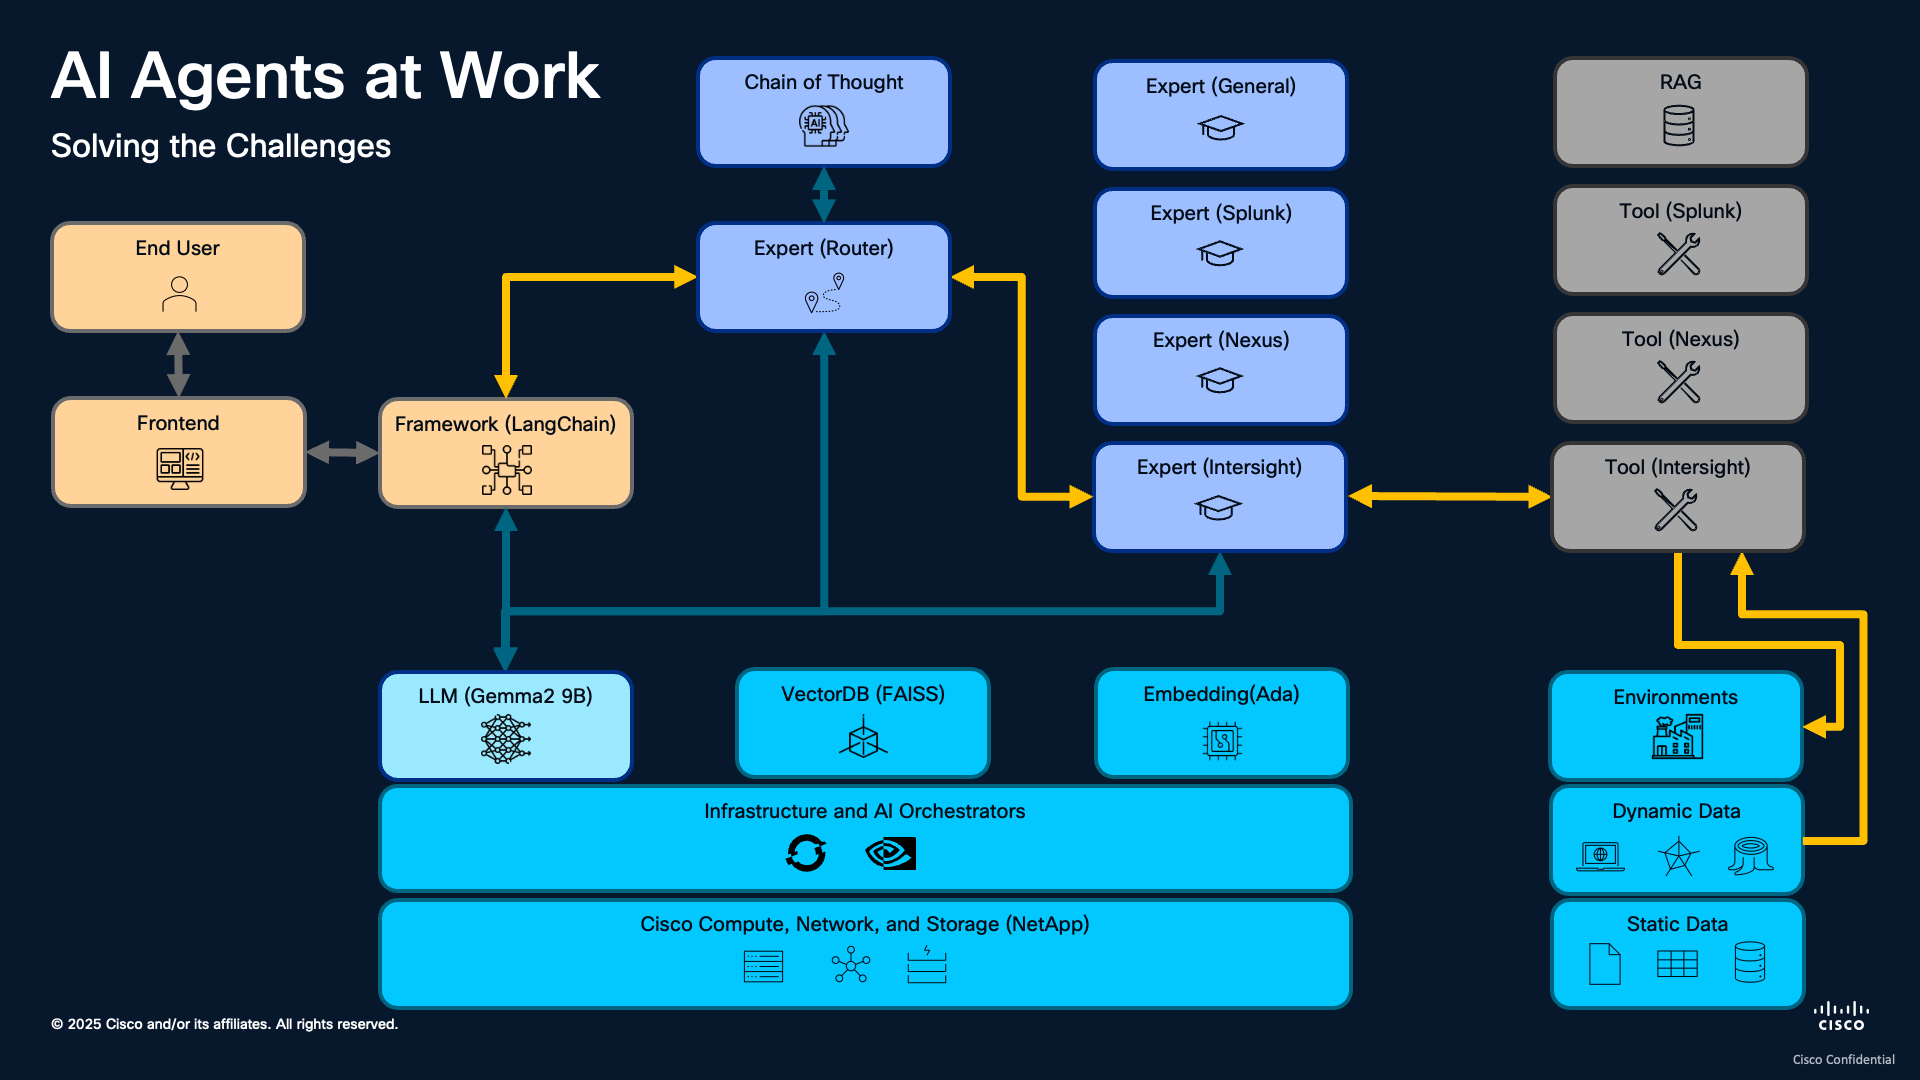 AI Agents at Work
Solving the Challenges
Chain of Thought
AI
Expert (General)
RAG
Expert (Splunk)
Tool (Splunk)
End User
Expert (Router)
Expert (Nexus)
Tool (Nexus)
Frontend
</>
Framework (LangChain)
Expert (Intersight)
Tool (Intersight)
LLM (Gemma2 9B)
VectorDB (FAISS)
Embedding(Ada)
Environments
Infrastructure and AI Orchestrators
Dynamic Data
Cisco Compute, Network, and Storage (NetApp)
Static Data
© 2025 Cisco and/or its affiliates. All rights reserved.
CISCO
Cisco Confidential